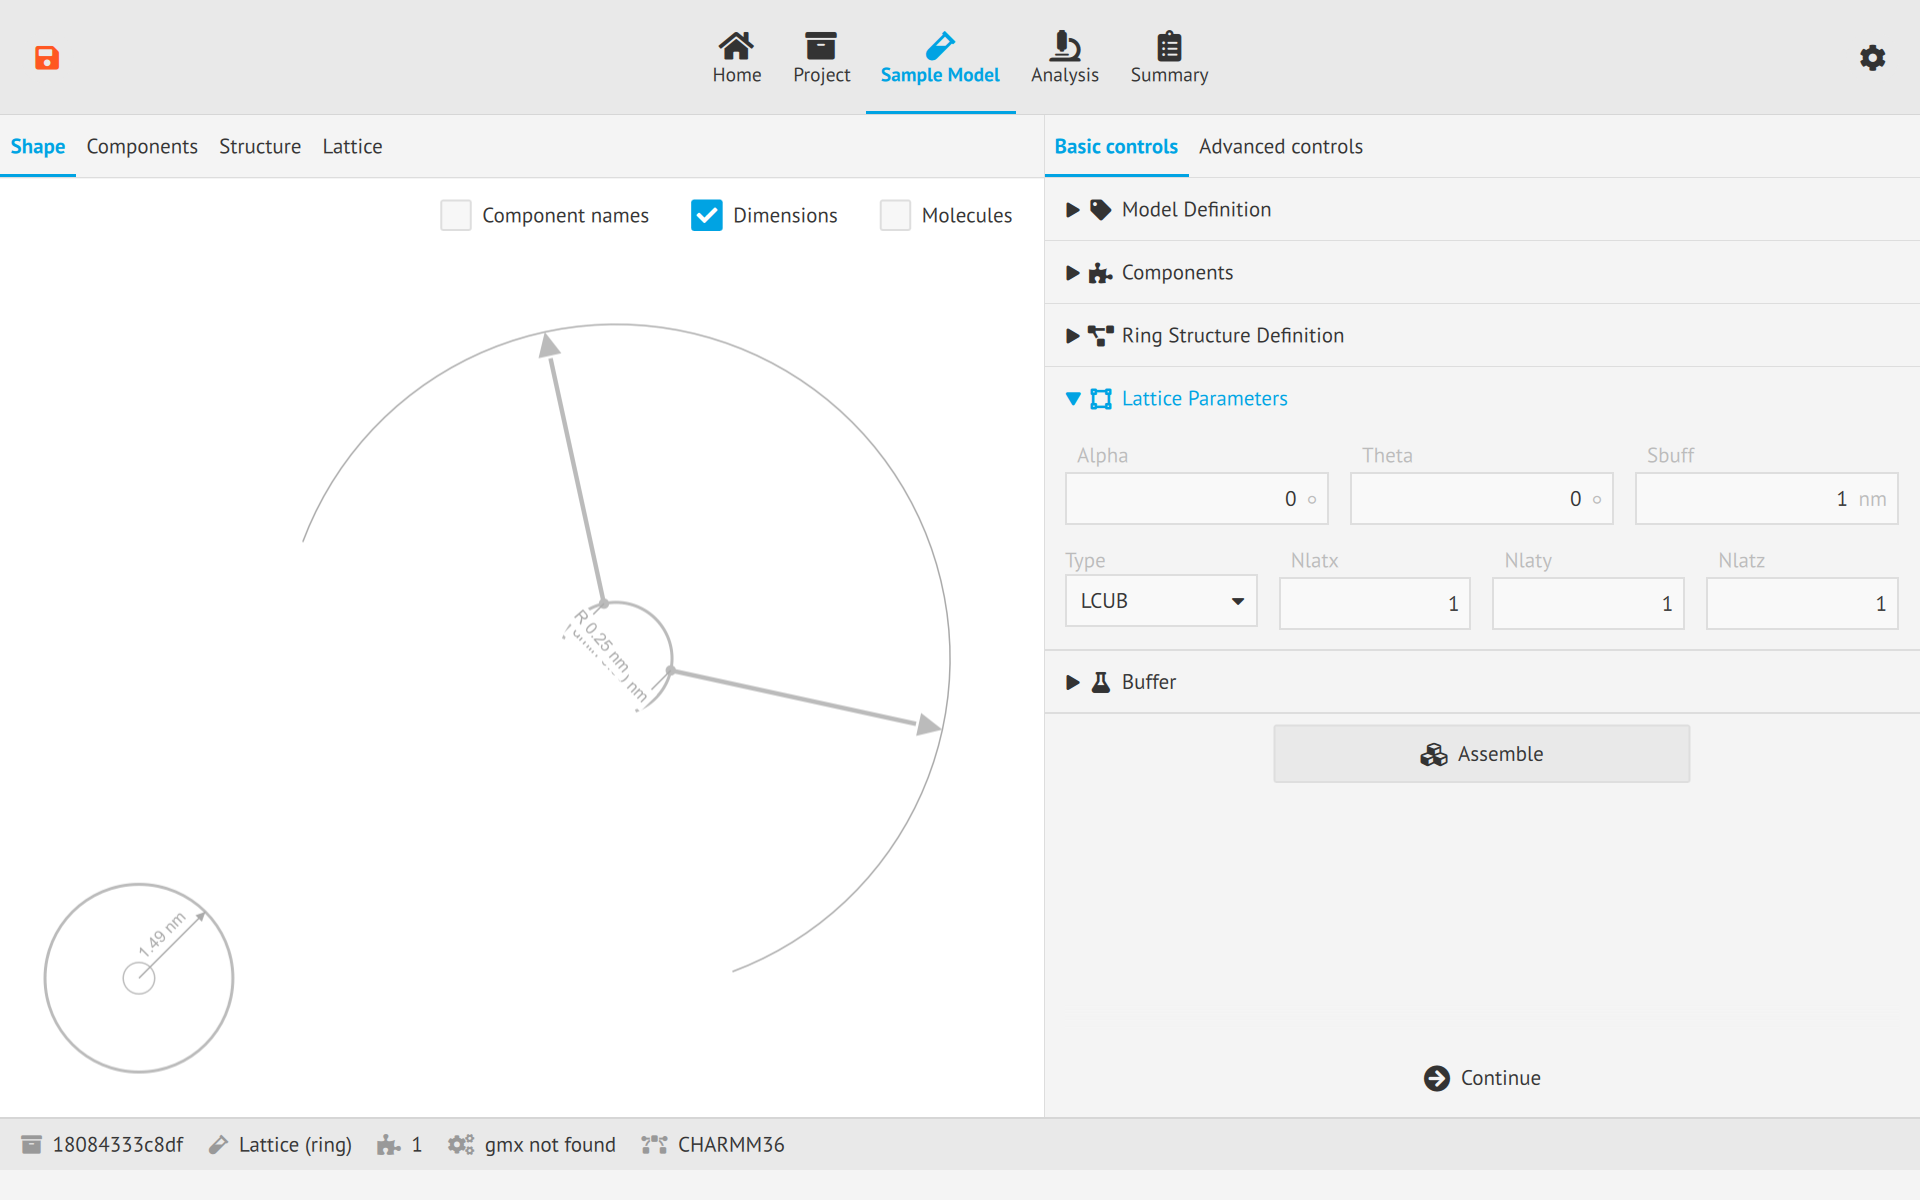 Home
Project
Sample Model
Analysis
Summary
Shape
Components
Structure
Lattice
Basic controls
Advanced controls
Component names
Dimensions
Molecules
R 0.25 nm
nm
1.49 nm
Model Definition
Components
Ring Structure Definition
Lattice Parameters
Alpha
Theta
Sbuff
0 °
0 °
1 nm
Type
Nlatx
Nlaty
Nlatz
LCUB
1
1
1
Buffer
Assemble
Continue
18084333c8df
Lattice (ring)
1
gmx not found
CHARMM36